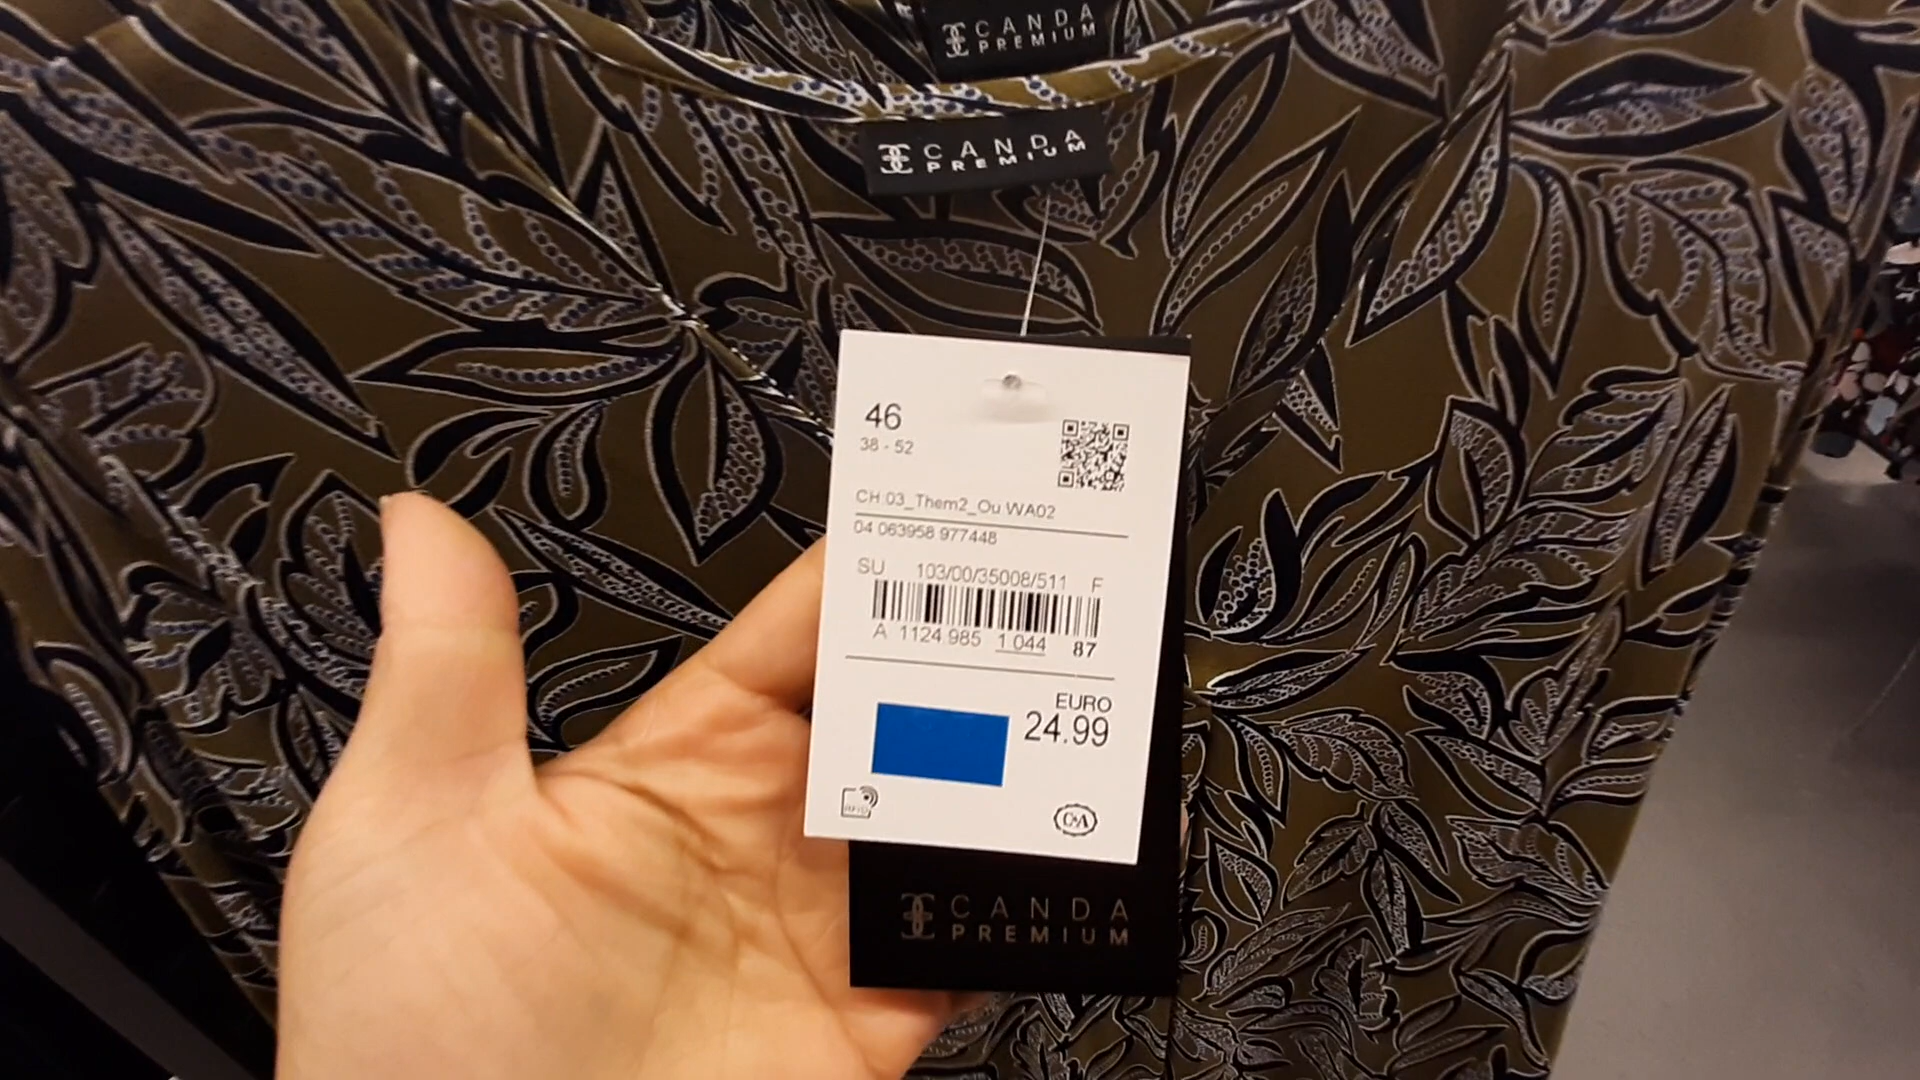 CANDA
PREMIUM
CANDA
PREMIUM
46
38 - 52
CH 03_Them2_Ou WA02
04 063958 977448
SU 103/00/35008/511 F
A 1124 985 1 044 87
EURO
24.99
RFID
C&A
CANDA
PREMIUM